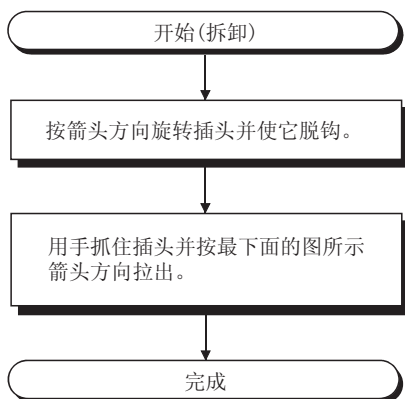 开始(拆卸)
按箭头方向旋转插头并使它脱钩。
用手抓住插头并按最下面的图所示
箭头方向拉出。
完成